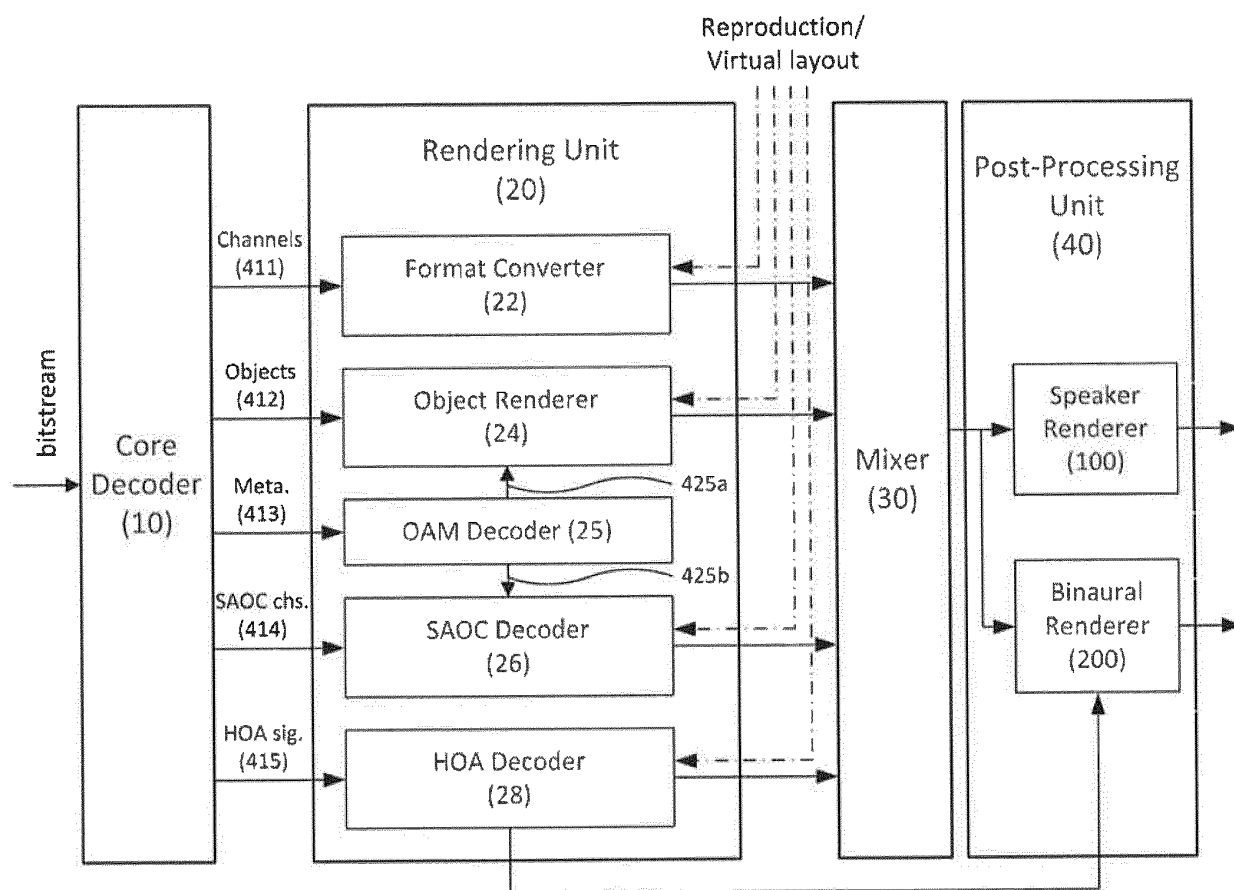 Reproduction/
Virtual layout
Rendering Unit
(20)
Post-Processing
Unit
(40)
Channels
(411)
Format Converter
(22)
Objects
(412)
Object Renderer
(24)
bitstream
Core
Decoder
(10)
Meta.
(413)
425a
OAM Decoder (25)
425b
SAOC chs.
(414)
SAOC Decoder
(26)
HOA sig.
(415)
HOA Decoder
(28)
Mixer
(30)
Speaker
Renderer
(100)
Binaural
Renderer
(200)